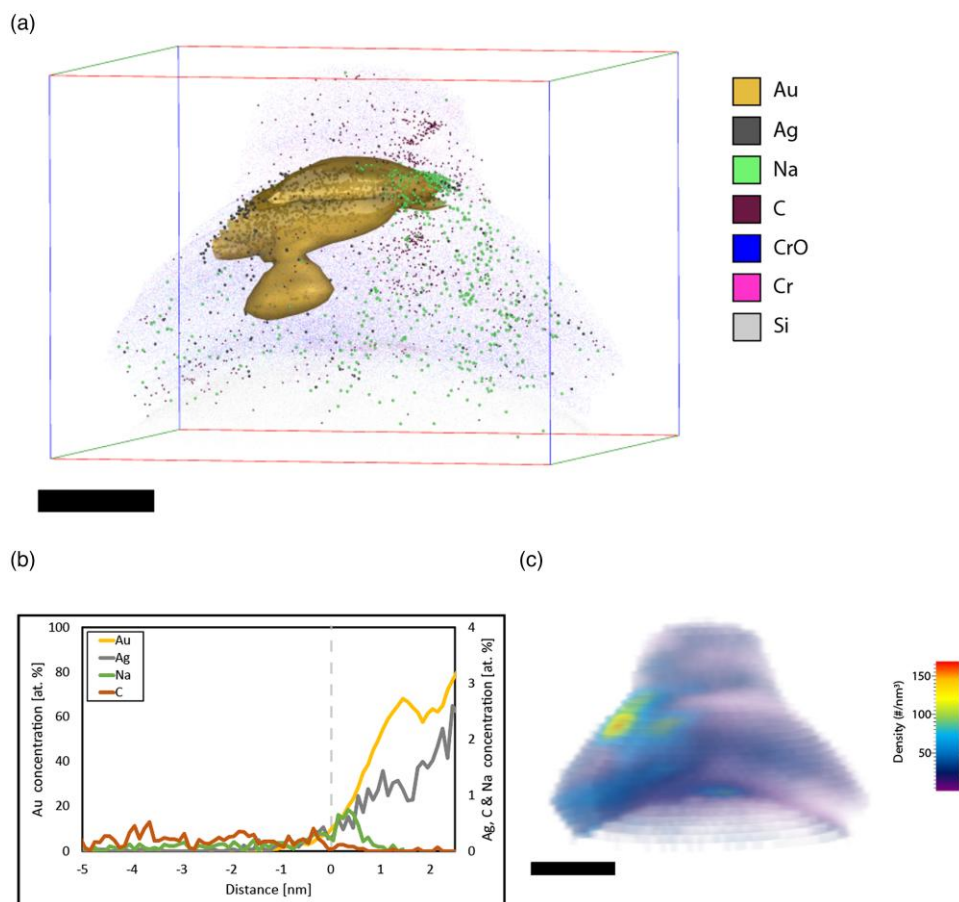 (a)
Au
Ag
Na
C
CrO
Cr
Si
(b)
100
80
60
40
20
0
Au concentration [at. %]
Au
Ag
Na
C
4
3
2
1
0
Ag, C & Na concentration [at. %]
-5 -4 -3 -2 -1 0 1 2
Distance [nm]
(c)
Density (#/nm³)
150
100
50